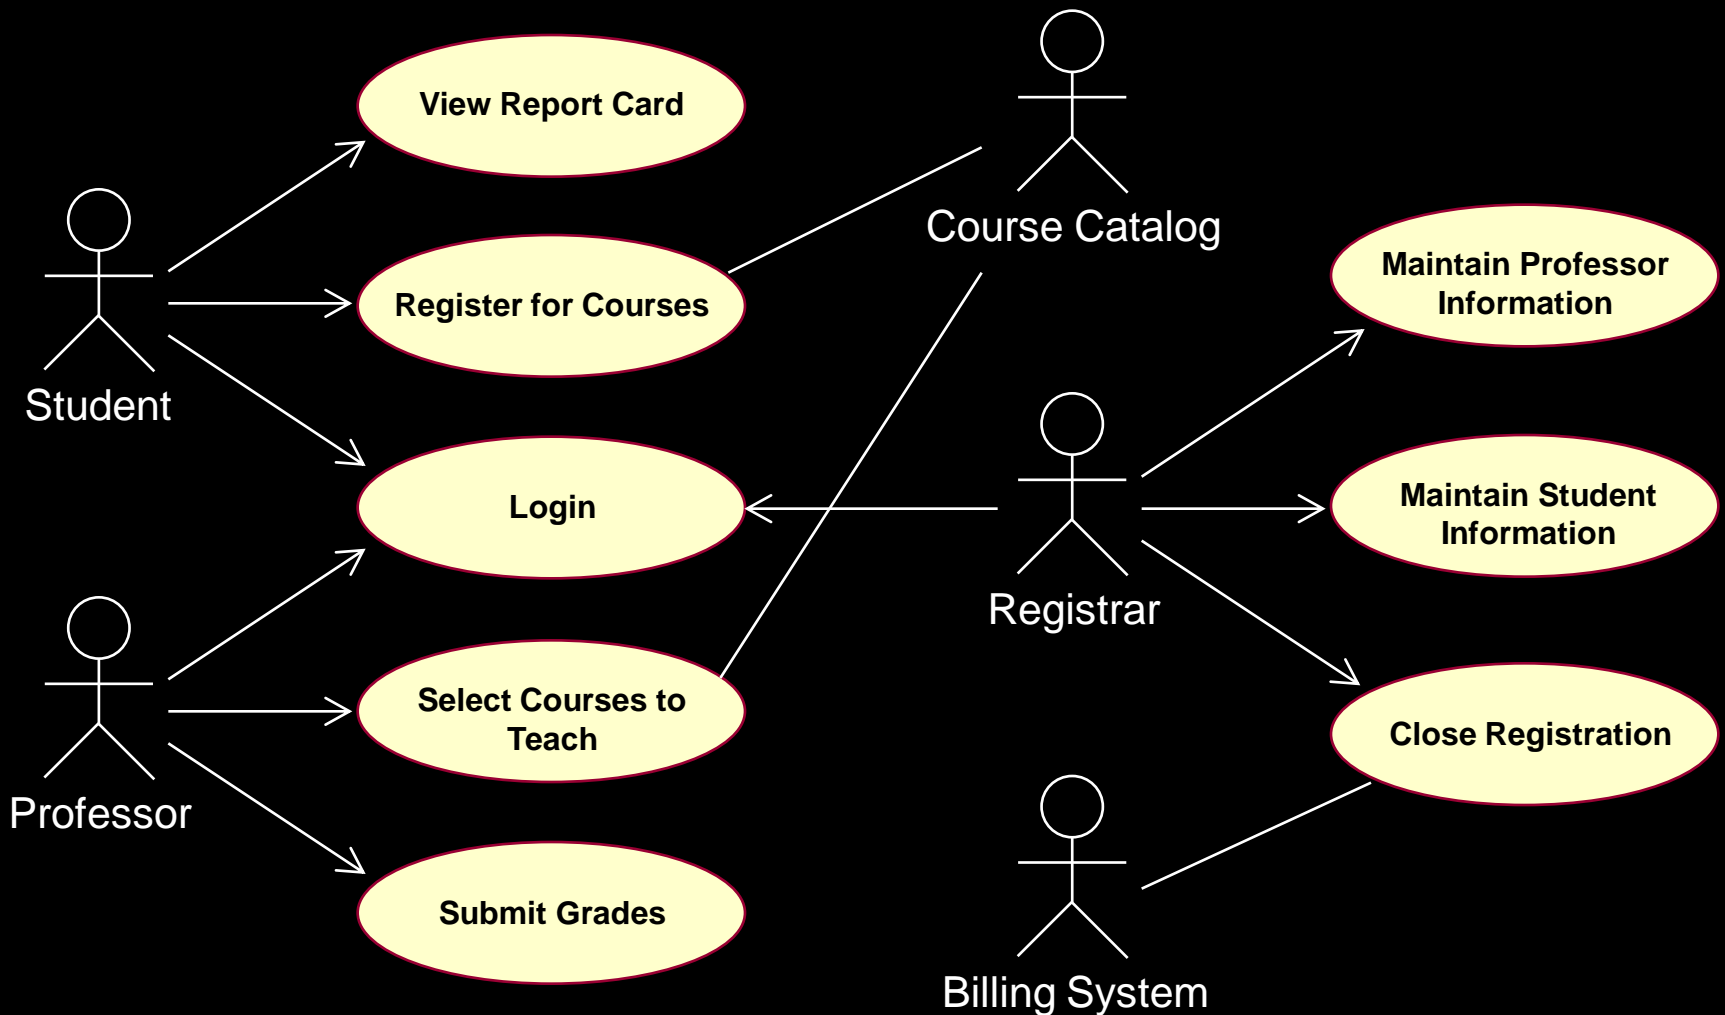 View Report Card
Course Catalog
Maintain Professor
Information
Register for Courses
Student
Login
Maintain Student
Information
Registrar
Select Courses to
Teach
Close Registration
Professor
Submit Grades
Billing System